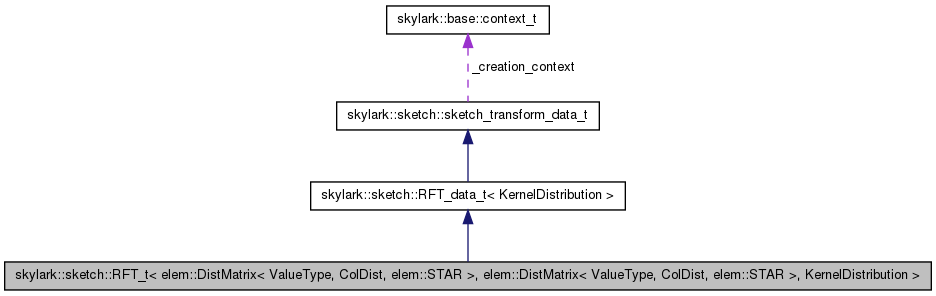 skylark::base::context_t
_creation_context
skylark::sketch::sketch_transform_data_t
skylark::sketch::RFT_data_t< KernelDistribution >
skylark::sketch::RFT_t< elem::DistMatrix< ValueType, ColDist, elem::STAR >, elem::DistMatrix< ValueType, ColDist, elem::STAR >, KernelDistribution >